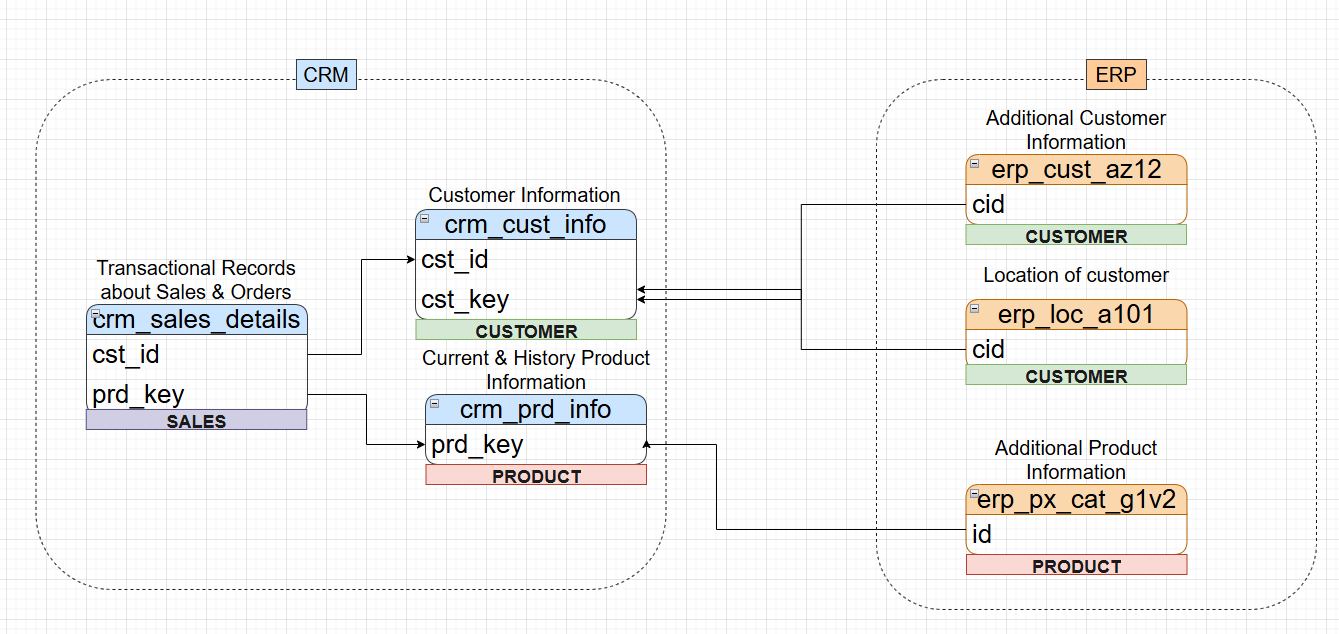 CRM
Transactional Records
about Sales & Orders
crm_sales_details
cst_id
prd_key
SALES
Customer Information
crm_cust_info
cst_id
cst_key
CUSTOMER
Current & History Product
Information
crm_prd_info
prd_key
PRODUCT
ERP
Additional Customer
Information
erp_cust_az12
cid
CUSTOMER
Location of customer
erp_loc_a101
cid
CUSTOMER
Additional Product
Information
erp_px_cat_g1v2
id
PRODUCT